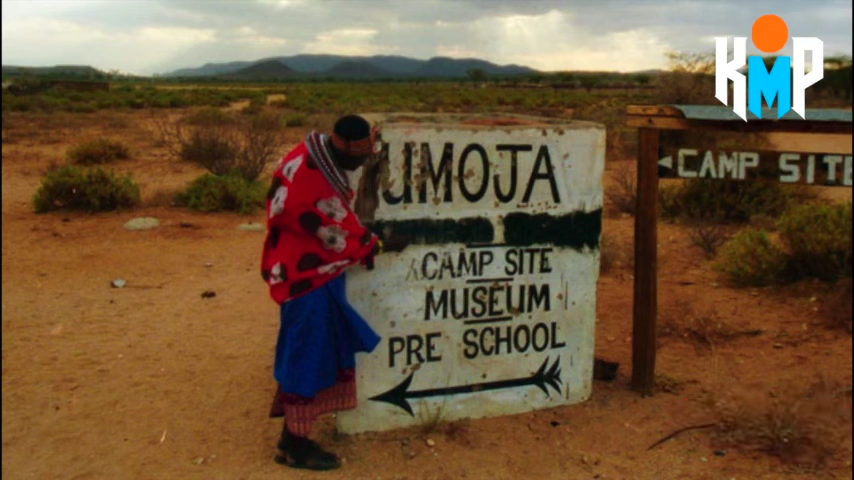 KMP
UMOJA
CAMP SITE
CAMP SITE
MUSEUM
PRE SCHOOL